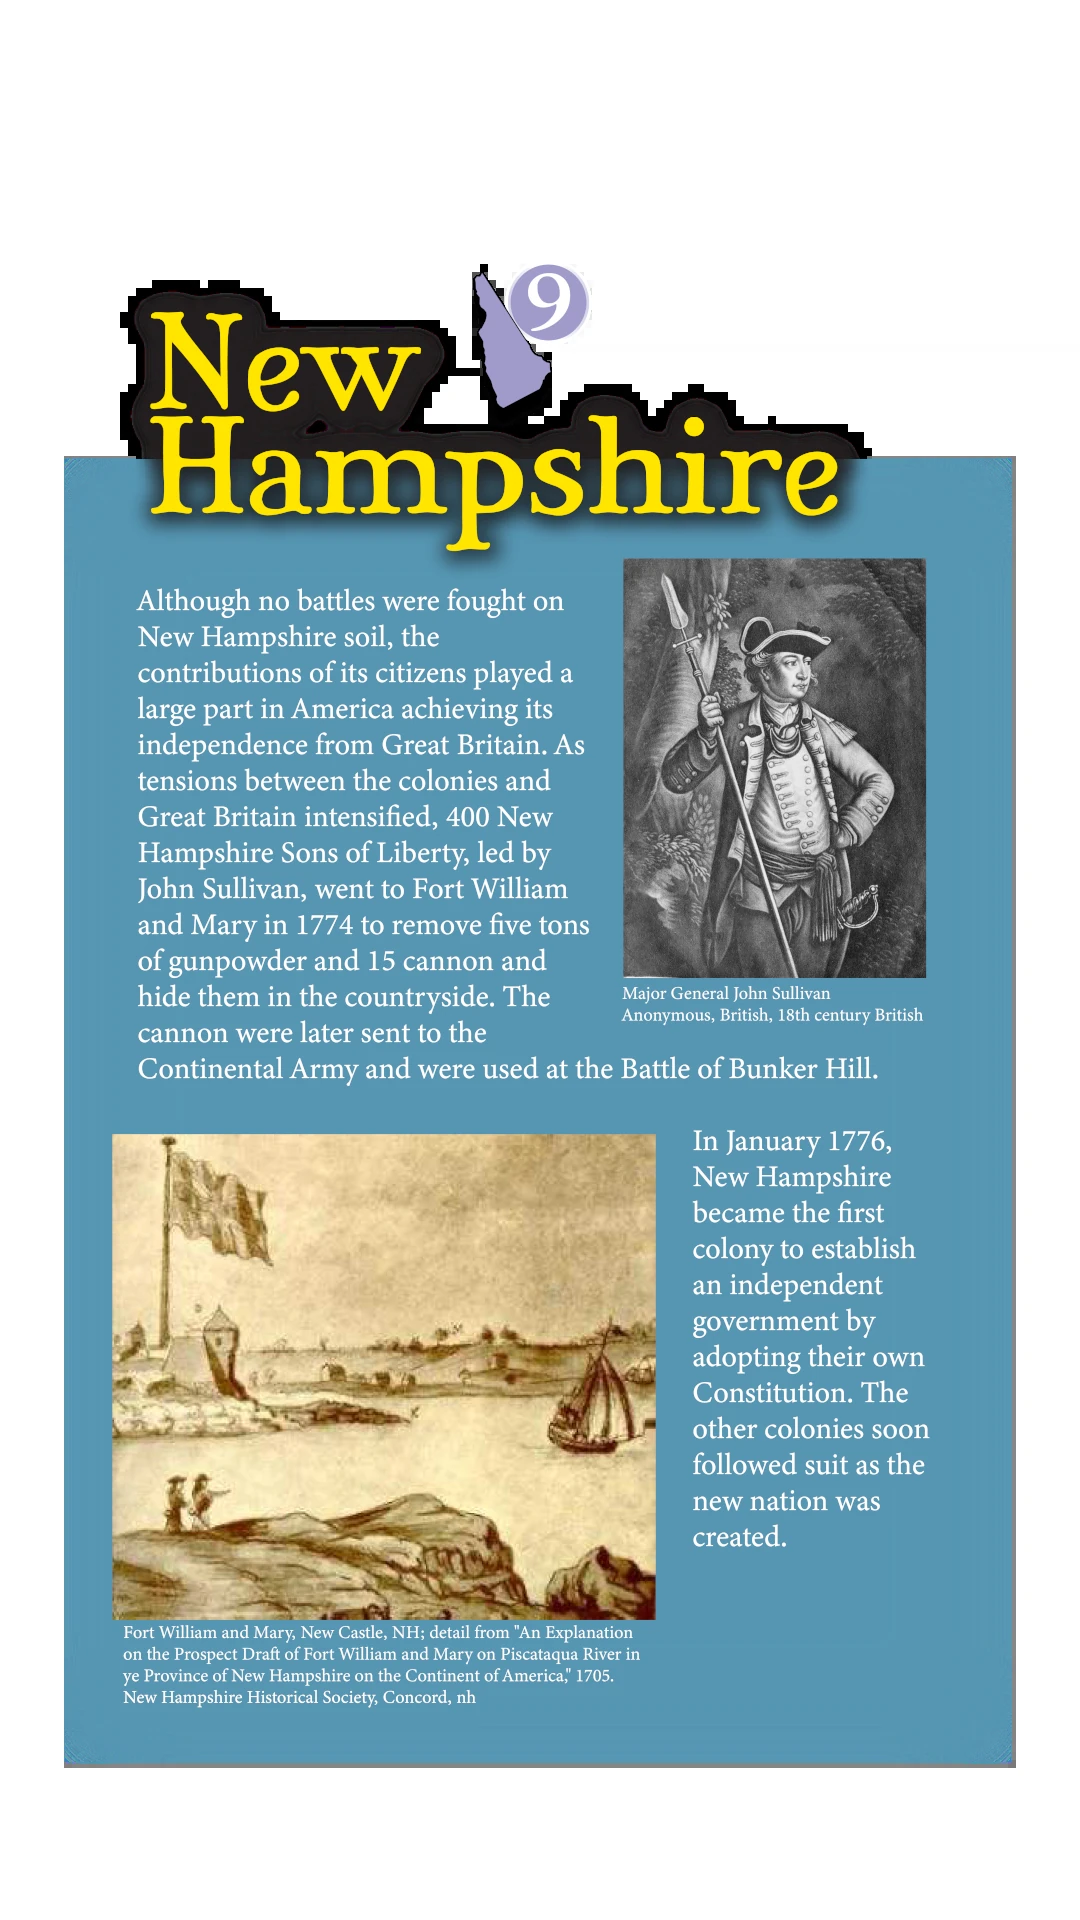 New
9
Hampshire
Although no battles were fought on
New Hampshire soil, the
contributions of its citizens played a
large part in America achieving its
independence from Great Britain. As
tensions between the colonies and
Great Britain intensified, 400 New
Hampshire Sons of Liberty, led by
John Sullivan, went to Fort William
and Mary in 1774 to remove five tons
of gunpowder and 15 cannon and
hide them in the countryside. The
cannon were later sent to the
Continental Army and were used at the Battle of Bunker Hill.
Major General John Sullivan
Anonymous, British, 18th century British
In January 1776,
New Hampshire
became the first
colony to establish
an independent
government by
adopting their own
Constitution. The
other colonies soon
followed suit as the
new nation was
created.
Fort William and Mary, New Castle, NH; detail from "An Explanation
on the Prospect Draft of Fort William and Mary on Piscataqua River in
ye Province of New Hampshire on the Continent of America," 1705.
New Hampshire Historical Society, Concord, nh